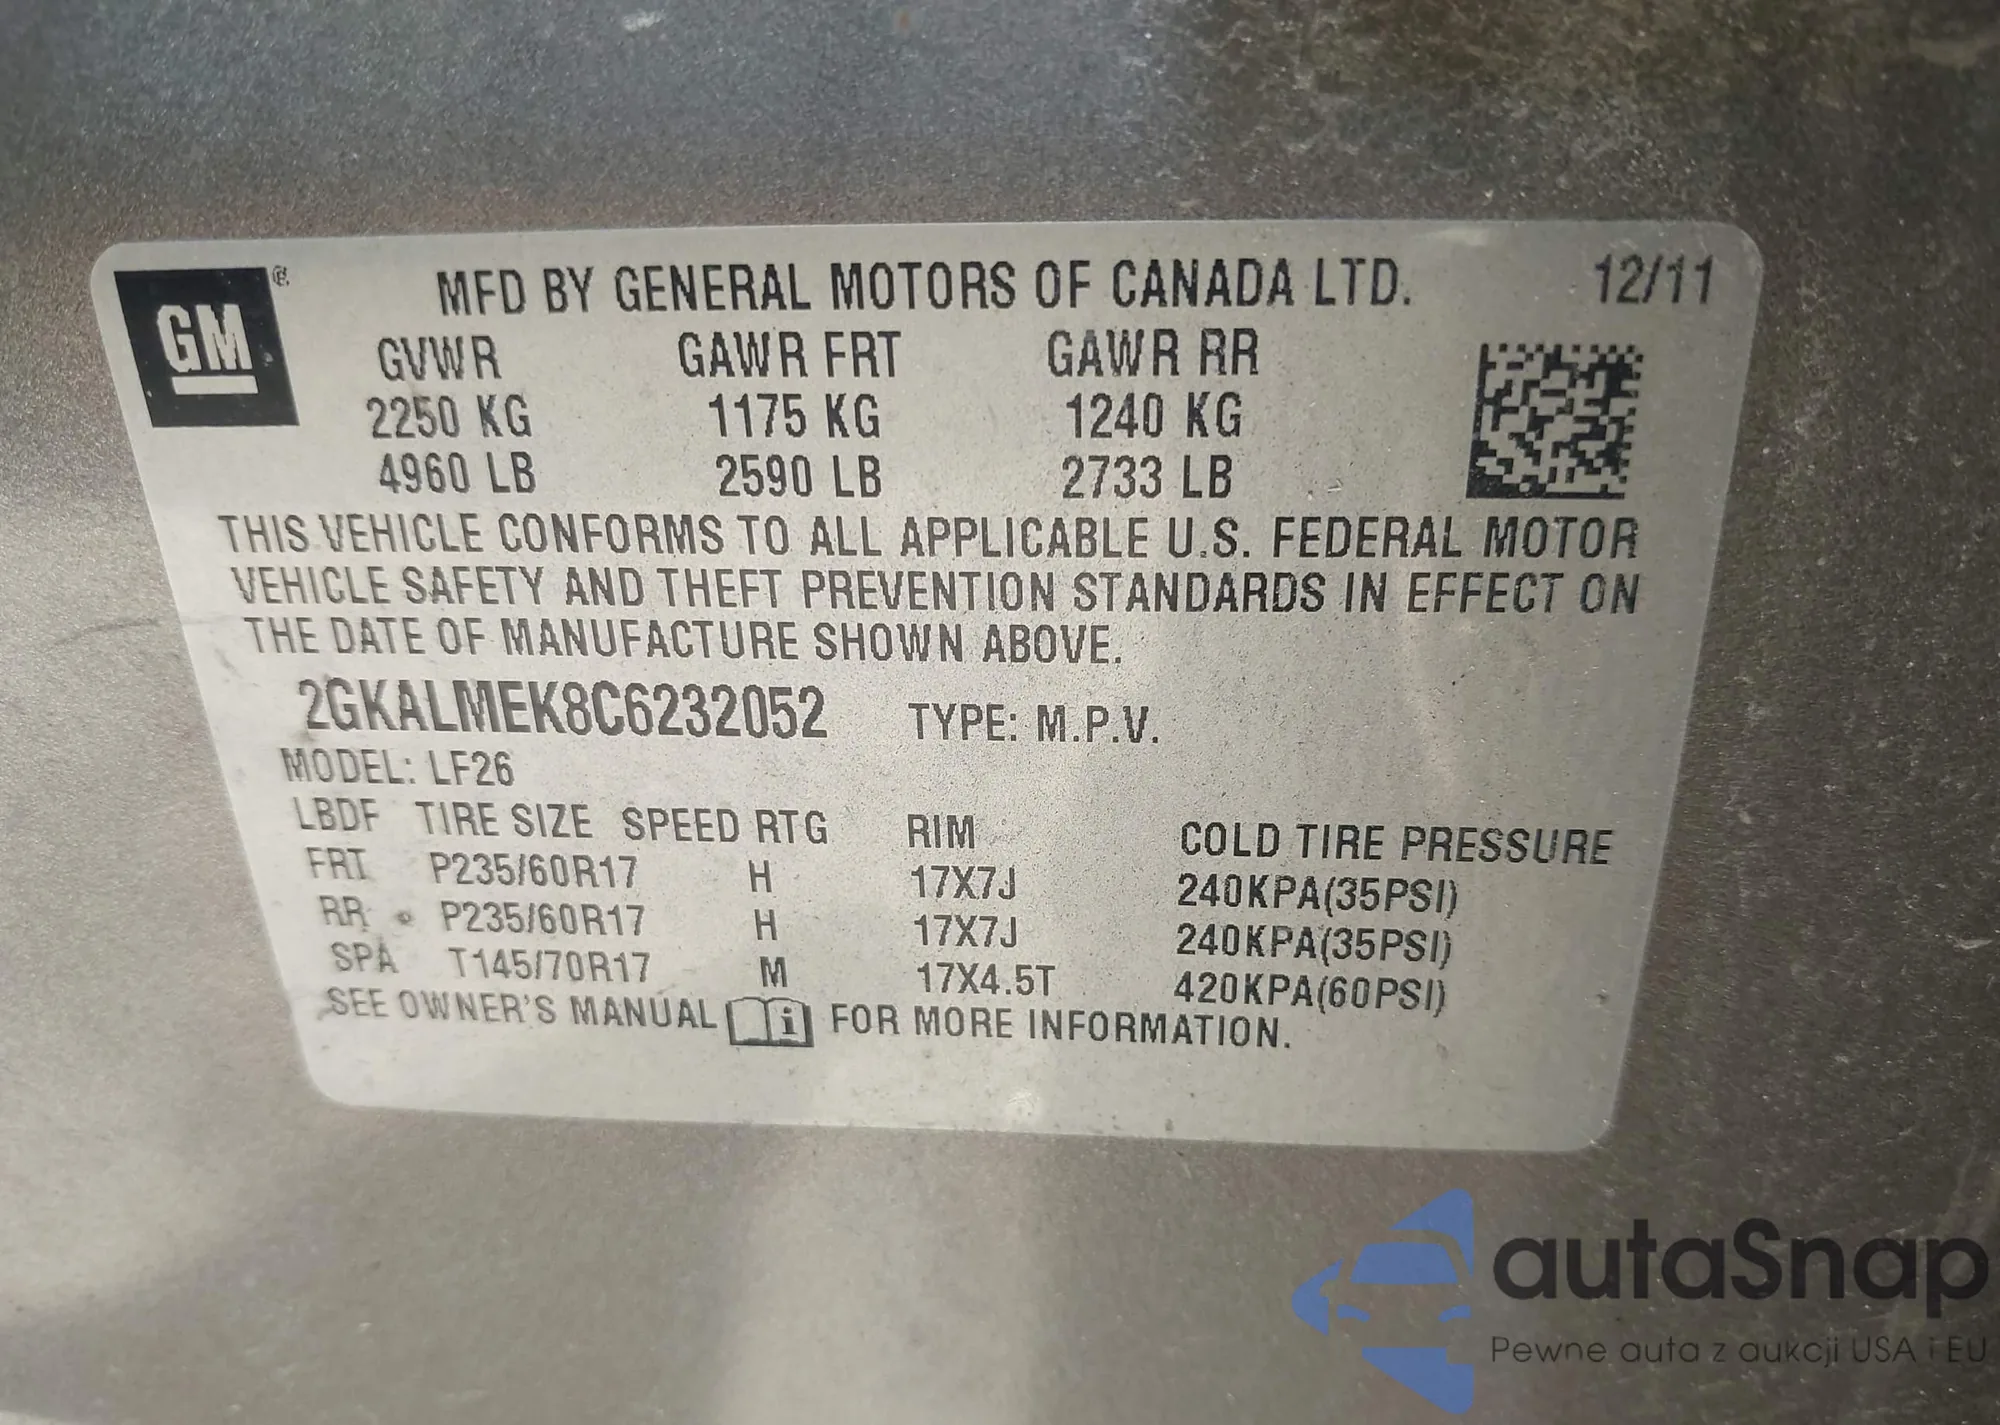 GM ®
MFD BY GENERAL MOTORS OF CANADA LTD. 12/11
GVWR GAWR FRT GAWR RR
2250 KG 1175 KG 1240 KG
4960 LB 2590 LB 2733 LB
THIS VEHICLE CONFORMS TO ALL APPLICABLE U.S. FEDERAL MOTOR
VEHICLE SAFETY AND THEFT PREVENTION STANDARDS IN EFFECT ON
THE DATE OF MANUFACTURE SHOWN ABOVE.
2GKALMEK8C6232052 TYPE: M.P.V.
MODEL: LF26
LBDF TIRE SIZE SPEED RTG RIM COLD TIRE PRESSURE
FRT P235/60R17 H 17X7J 240KPA(35PSI)
RR P235/60R17 H 17X7J 240KPA(35PSI)
SPA T145/70R17 M 17X4.5T 420KPA(60PSI)
SEE OWNER'S MANUAL i FOR MORE INFORMATION.
autaSnap
Pewne auta z aukcji USA i EU